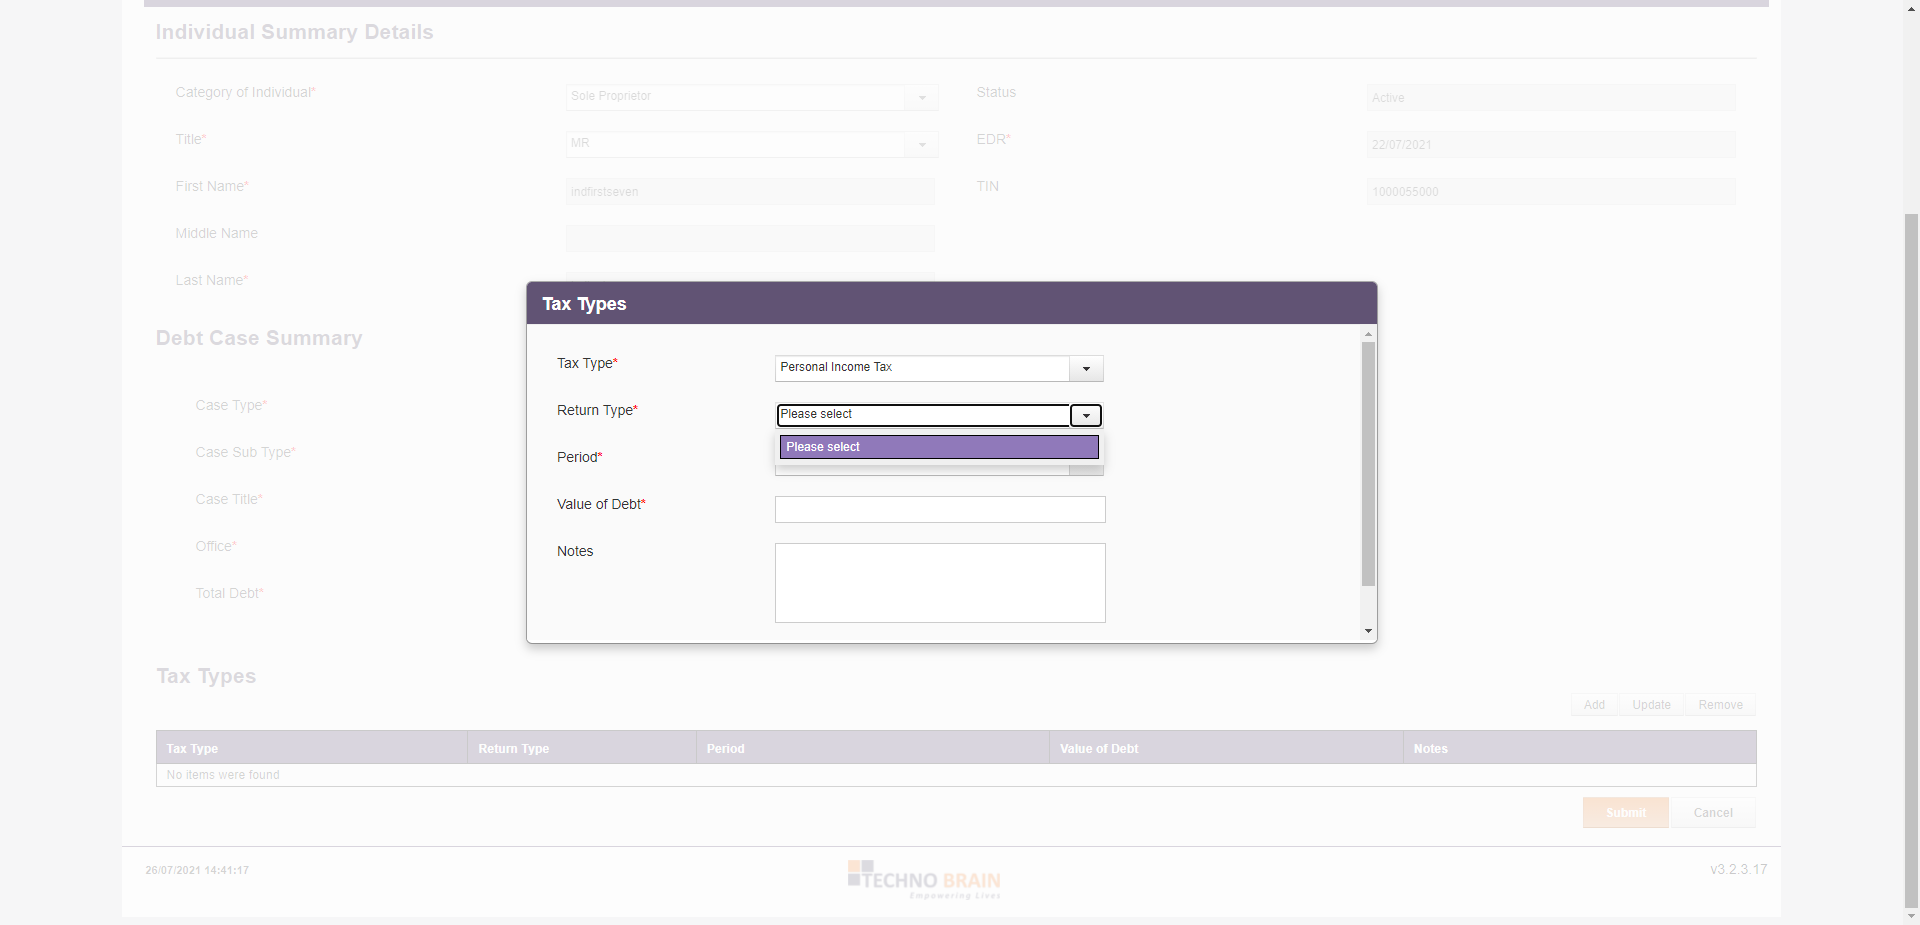 Individual Summary Details
Category of Individual* Sole Proprietor Status Active
Title* MR EDR* 22/07/2021
First Name* indfirstseven TIN 1000055000
Middle Name
Last Name*
Tax Types
Debt Case Summary
Tax Type* Personal Income Tax
Case Type*
Return Type* Please select
Please select
Case Sub Type*
Period*
Case Title*
Value of Debt*
Office*
Notes
Total Debt*
Tax Types
Add Update Remove
Tax Type Return Type Period Value of Debt Notes
No items were found
Submit Cancel
26/07/2021 14:41:17
TECHNO BRAIN
Empowering Lives
v3.2.3.17